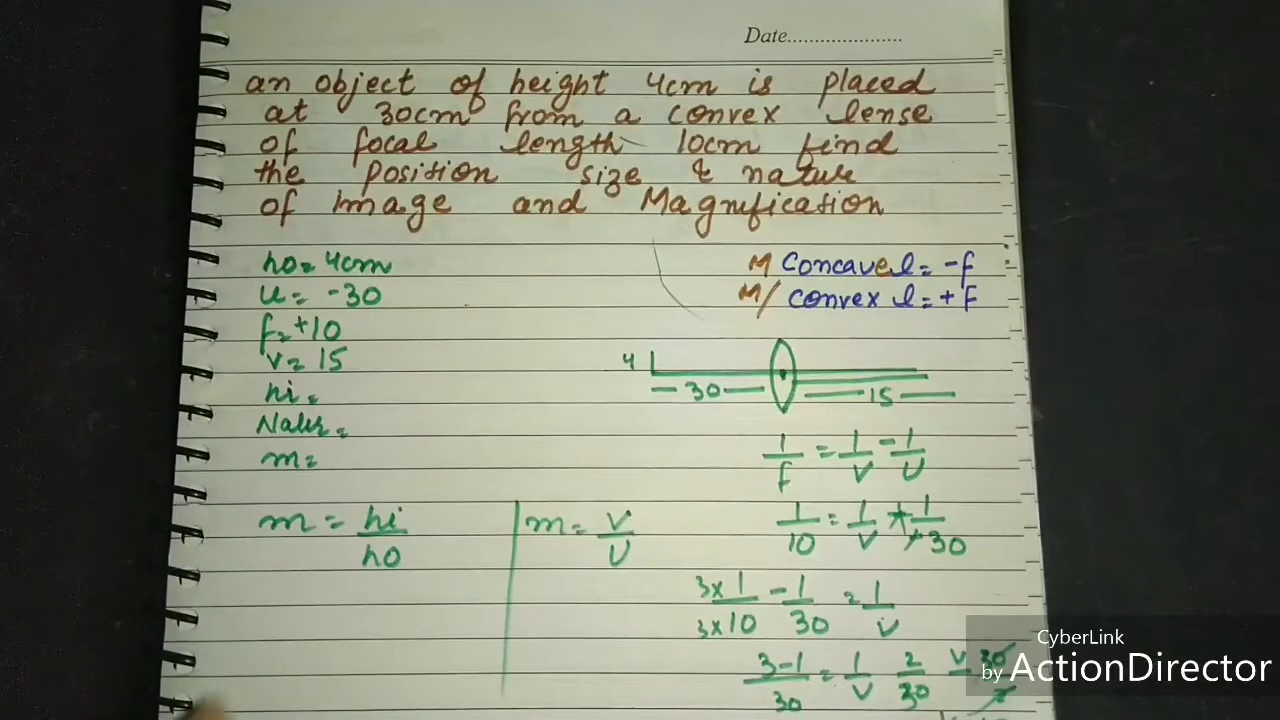 Date.....................
an object of height 4cm is placed
at 30cm from a convex lense
of focal length 10cm find
the position size & nature
of image and Magnification
ho = 4cm
u = -30
f = +10
v = 15
hi =
m =
M Concave l = -f
M/ convex l = +F
4
30
15
1/f = 1/v - 1/u
m = hi/ho
m = v/u
1/10 = 1/v + 1/+30
3x1/3x10 - 1/30 = 1/v
3-1/30 = 1/v 2/30 v 30
CyberLink
by ActionDirector